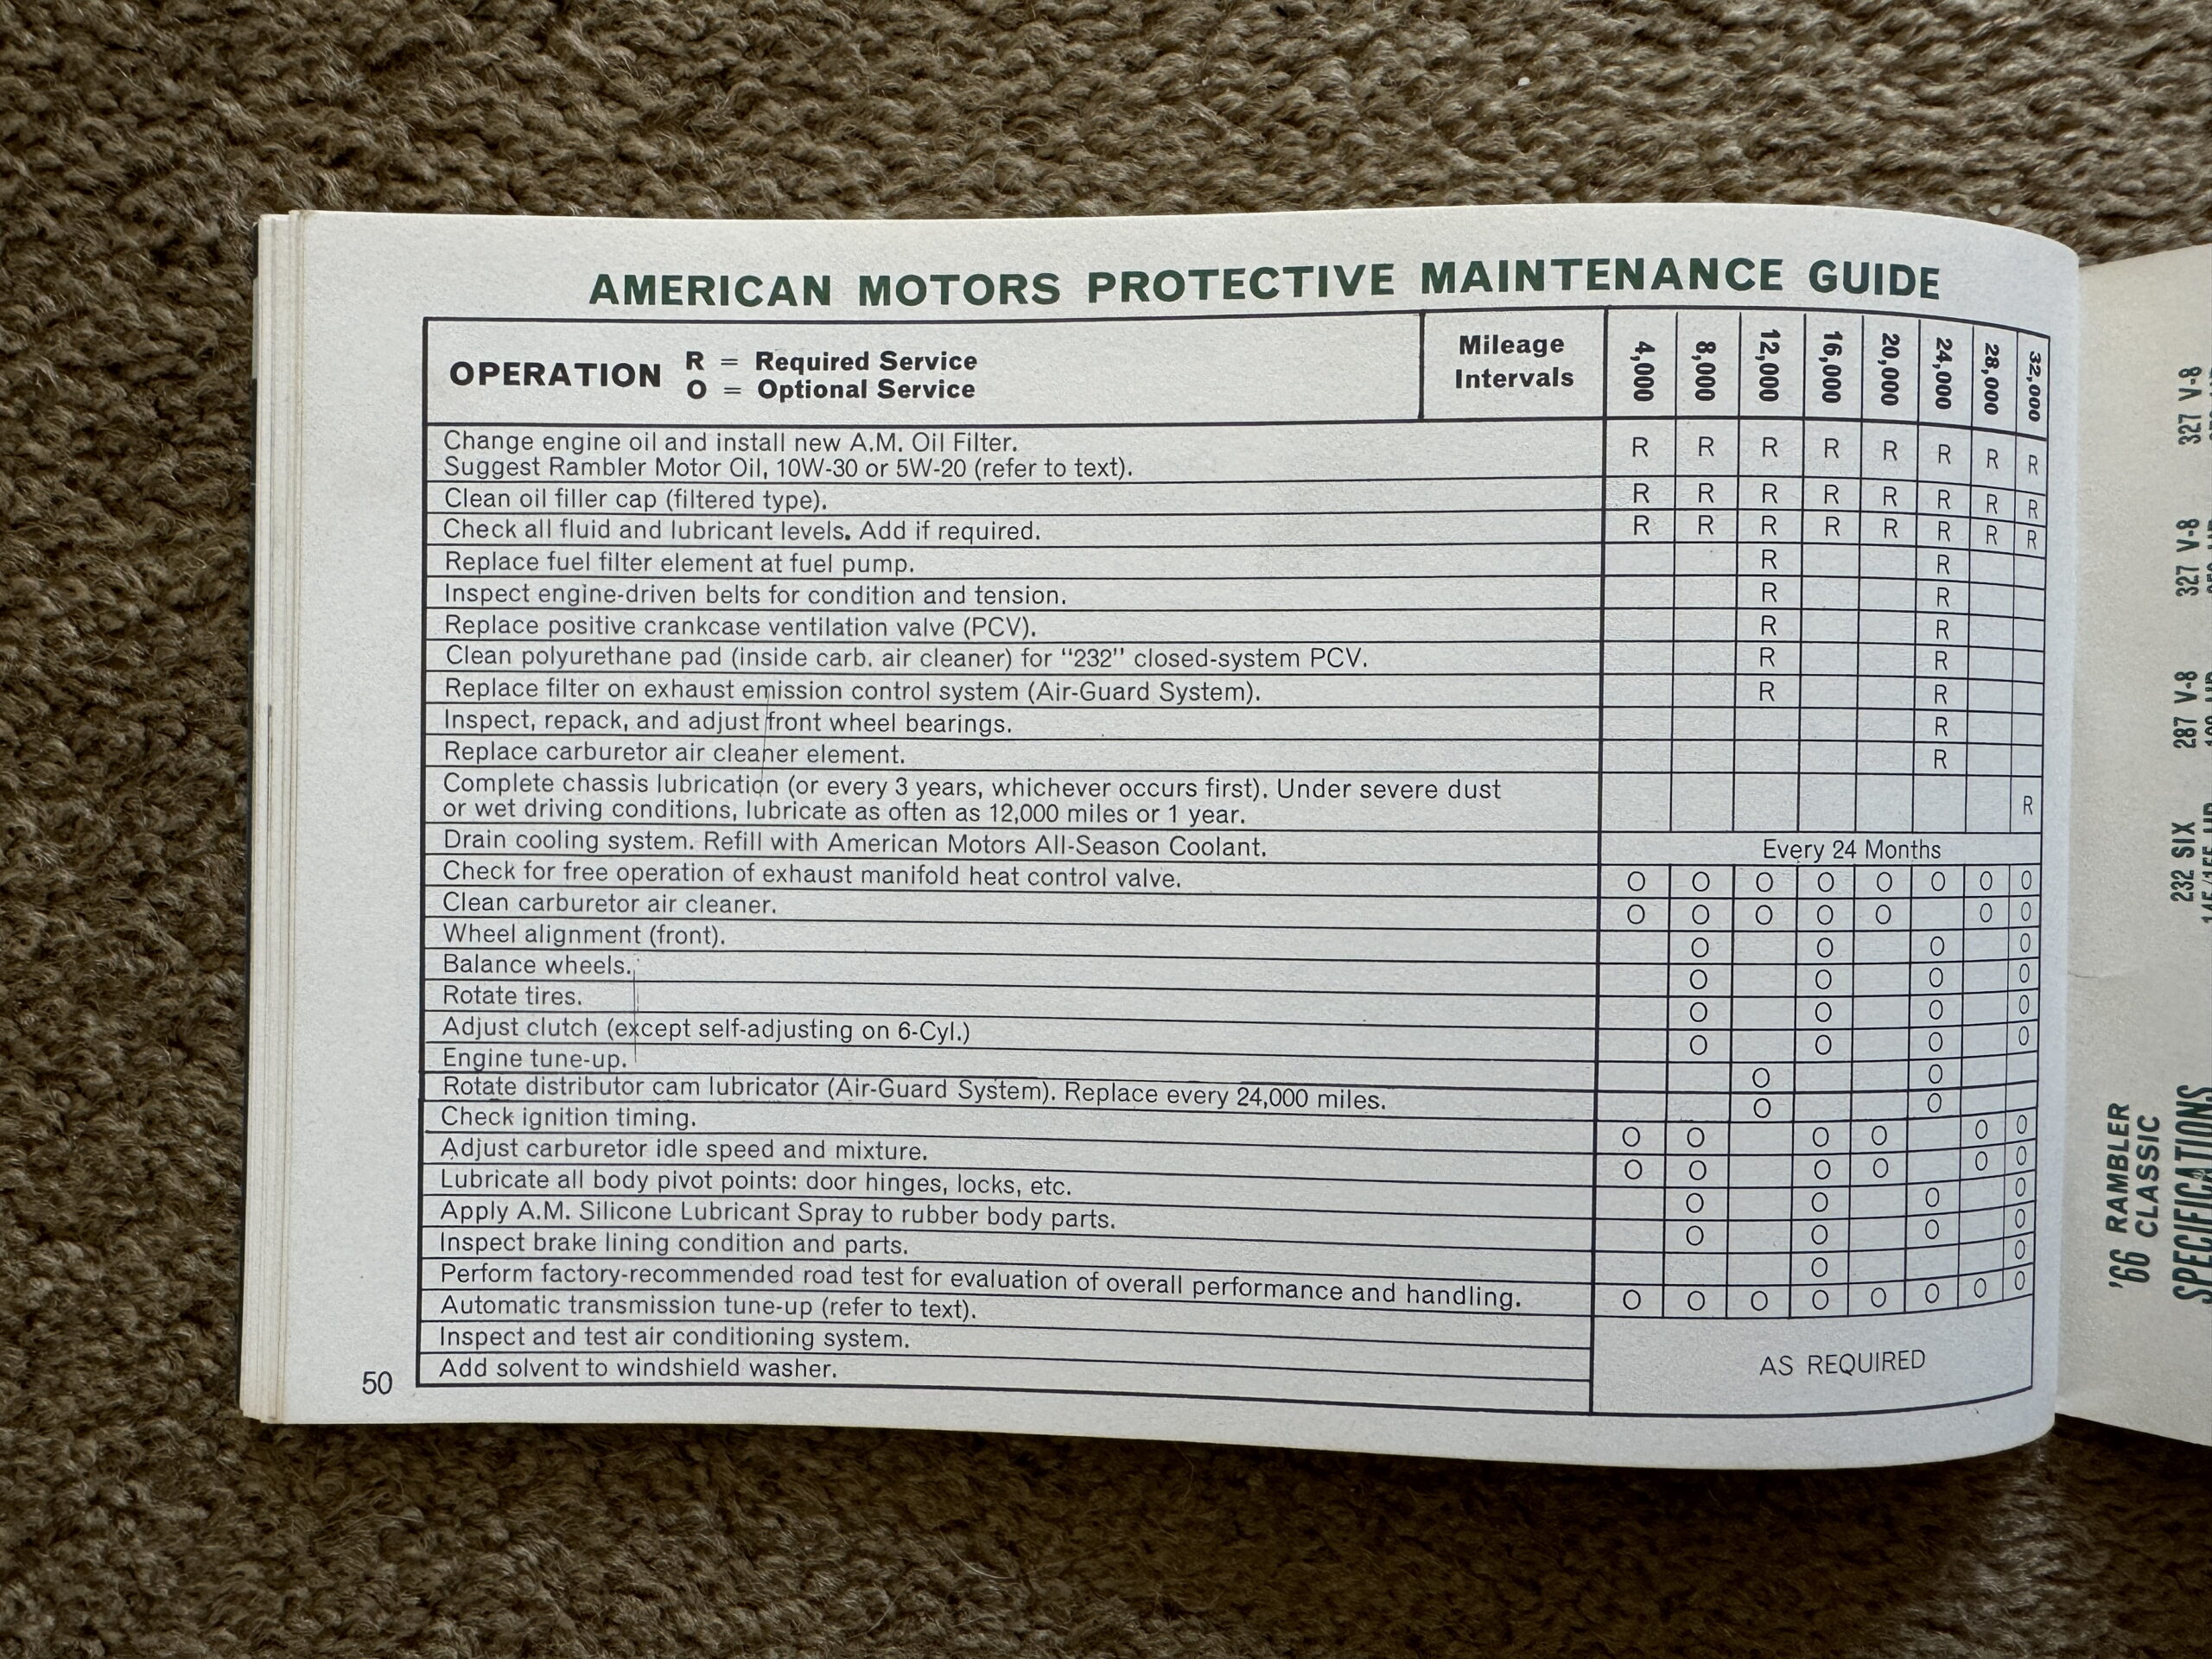 AMERICAN MOTORS PROTECTIVE MAINTENANCE GUIDE
OPERATION R = Required Service
O = Optional Service
Mileage
Intervals
4,000 8,000 12,000 16,000 20,000 24,000 28,000 32,000
Change engine oil and install new A.M. Oil Filter.
Suggest Rambler Motor Oil, 10W-30 or 5W-20 (refer to text). R R R R R R R R
Clean oil filler cap (filtered type). R R R R R R R R
Check all fluid and lubricant levels. Add if required. R R R R R R R R
Replace fuel filter element at fuel pump. R R
Inspect engine-driven belts for condition and tension. R R
Replace positive crankcase ventilation valve (PCV). R R
Clean polyurethane pad (inside carb. air cleaner) for "232" closed-system PCV. R R
Replace filter on exhaust emission control system (Air-Guard System). R R
Inspect, repack, and adjust front wheel bearings. R
Replace carburetor air cleaner element. R
Complete chassis lubrication (or every 3 years, whichever occurs first). Under severe dust
or wet driving conditions, lubricate as often as 12,000 miles or 1 year. R
Drain cooling system. Refill with American Motors All-Season Coolant. Every 24 Months
Check for free operation of exhaust manifold heat control valve. O O O O O O O O
Clean carburetor air cleaner. O O O O O O O
Wheel alignment (front). O O O O
Balance wheels. O O O O
Rotate tires. O O O O
Adjust clutch (except self-adjusting on 6-Cyl.) O O O O
Engine tune-up. O O
Rotate distributor cam lubricator (Air-Guard System). Replace every 24,000 miles. O O
Check ignition timing. O O O O O O
Adjust carburetor idle speed and mixture. O O O O O O
Lubricate all body pivot points: door hinges, locks, etc. O O O O
Apply A.M. Silicone Lubricant Spray to rubber body parts. O O O O
Inspect brake lining condition and parts. O O
Perform factory-recommended road test for evaluation of overall performance and handling. O O O O O O O O
Automatic transmission tune-up (refer to text).
Inspect and test air conditioning system.
Add solvent to windshield washer.
AS REQUIRED
50
'66 RAMBLER
CLASSIC
SPECIFICATIONS
232 SIX 287 V-8 327 V-8 327 V-8